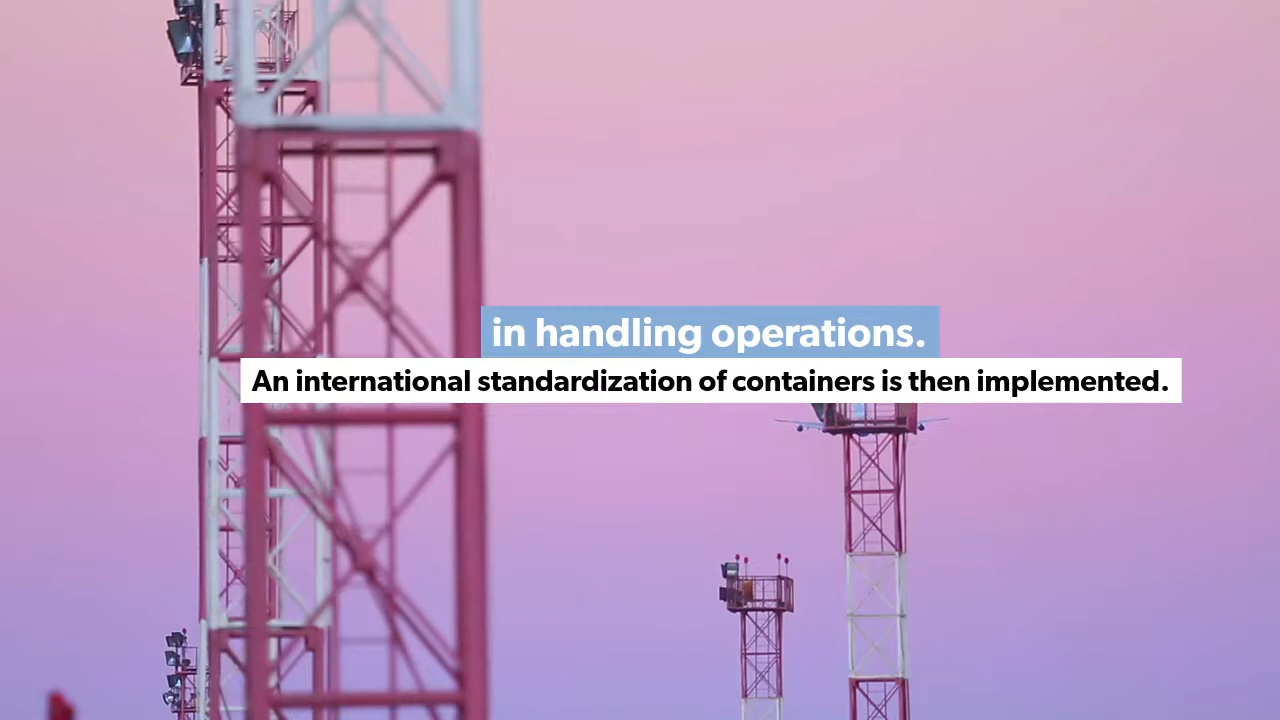 in handling operations.
An international standardization of containers is then implemented.